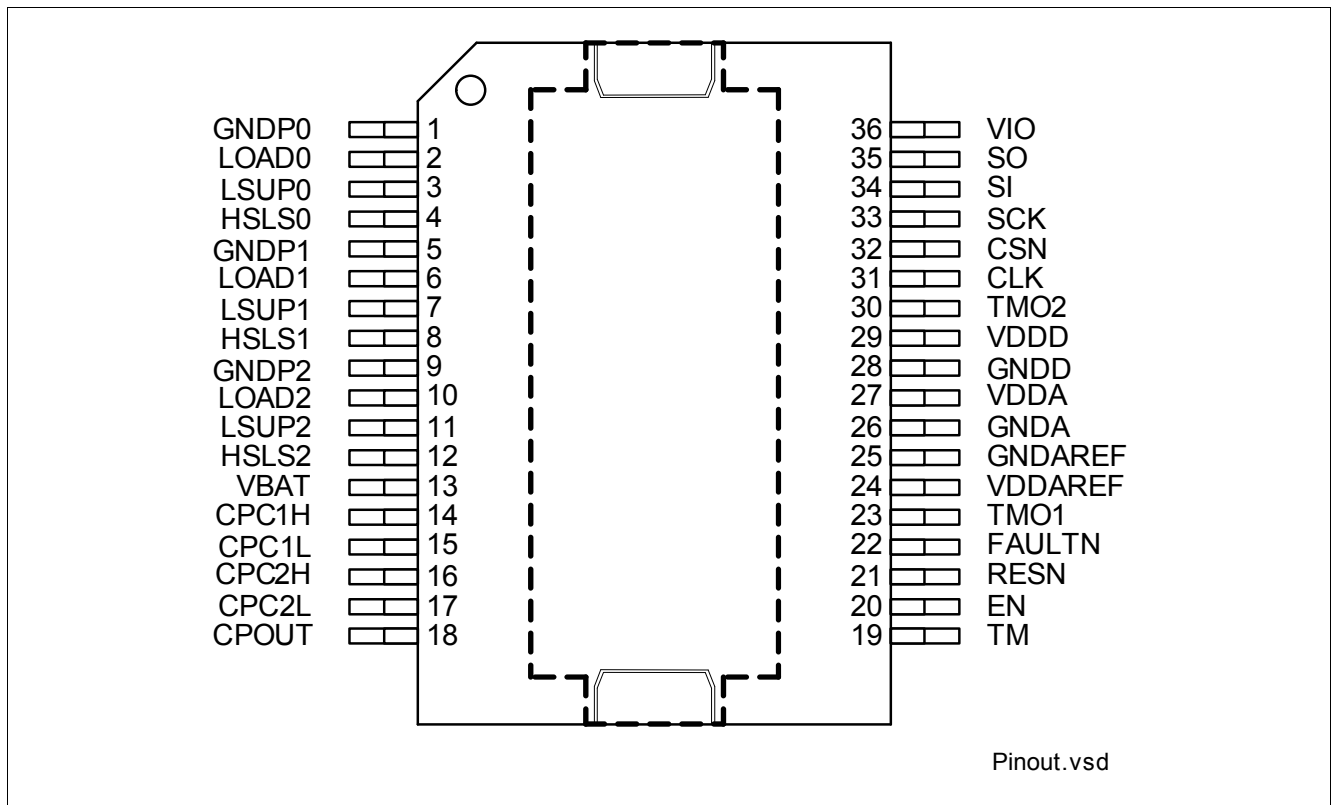 GNDP0 1 36 VIO
LOAD0 2 35 SO
LSUP0 3 34 SI
HSLS0 4 33 SCK
GNDP1 5 32 CSN
LOAD1 6 31 CLK
LSUP1 7 30 TMO2
HSLS1 8 29 VDDD
GNDP2 9 28 GNDD
LOAD2 10 27 VDDA
LSUP2 11 26 GNDA
HSLS2 12 25 GNDAREF
VBAT 13 24 VDDAREF
CPC1H 14 23 TMO1
CPC1L 15 22 FAULTN
CPC2H 16 21 RESN
CPC2L 17 20 EN
CPOUT 18 19 TM
Pinout.vsd